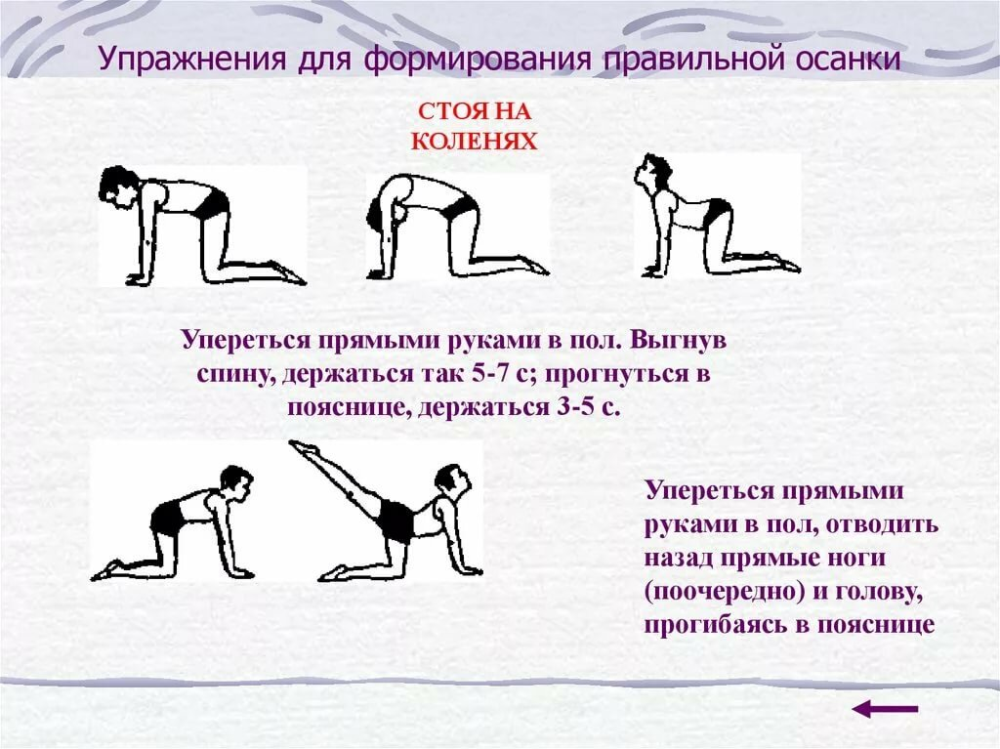 Упражнения для формирования правильной осанки
СТОЯ НА
КОЛЕНЯХ
Упереться прямыми руками в пол. Выгнув
спину, держаться так 5-7 с; прогнуться в
пояснице, держаться 3-5 с.
Упереться прямыми
руками в пол, отводить
назад прямые ноги
(поочередно) и голову,
прогибаясь в пояснице